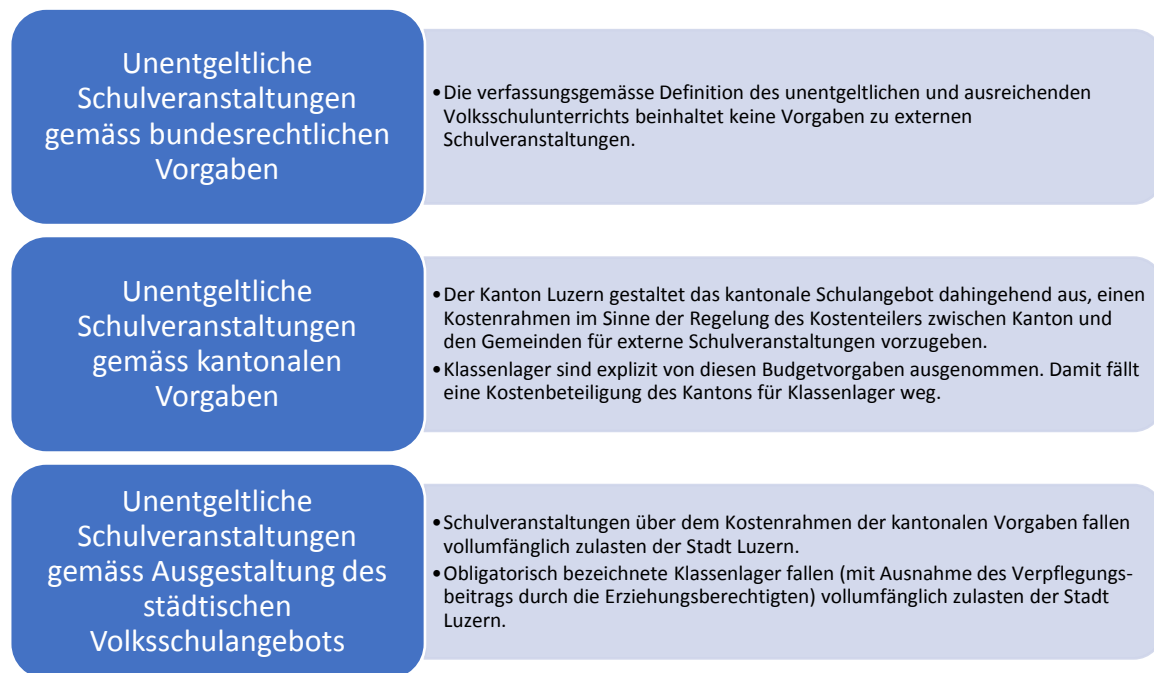 Unentgeltliche
Schulveranstaltungen
gemäss bundesrechtlichen
Vorgaben
•Die verfassungsgemässe Definition des unentgeltlichen und ausreichenden
Volksschulunterrichts beinhaltet keine Vorgaben zu externen
Schulveranstaltungen.
Unentgeltliche
Schulveranstaltungen
gemäss kantonalen
Vorgaben
•Der Kanton Luzern gestaltet das kantonale Schulangebot dahingehend aus, einen
Kostenrahmen im Sinne der Regelung des Kostenteilers zwischen Kanton und
den Gemeinden für externe Schulveranstaltungen vorzugeben.
•Klassenlager sind explizit von diesen Budgetvorgaben ausgenommen. Damit fällt
eine Kostenbeteiligung des Kantons für Klassenlager weg.
Unentgeltliche
Schulveranstaltungen
gemäss Ausgestaltung des
städtischen
Volksschulangebots
•Schulveranstaltungen über dem Kostenrahmen der kantonalen Vorgaben fallen
vollumfänglich zulasten der Stadt Luzern.
•Obligatorisch bezeichnete Klassenlager fallen (mit Ausnahme des Verpflegungs-
beitrags durch die Erziehungsberechtigten) vollumfänglich zulasten der Stadt
Luzern.